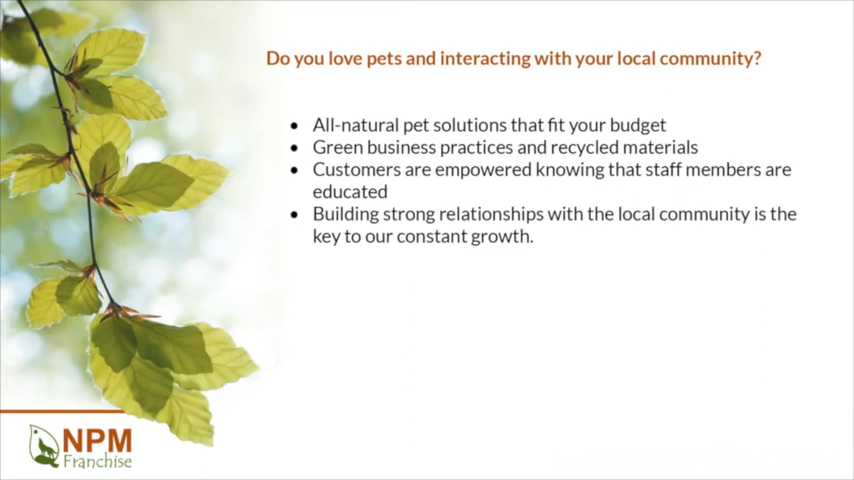 Do you love pets and interacting with your local community?
• All-natural pet solutions that fit your budget
• Green business practices and recycled materials
• Customers are empowered knowing that staff members are
educated
• Building strong relationships with the local community is the
key to our constant growth.
NPM
Franchise